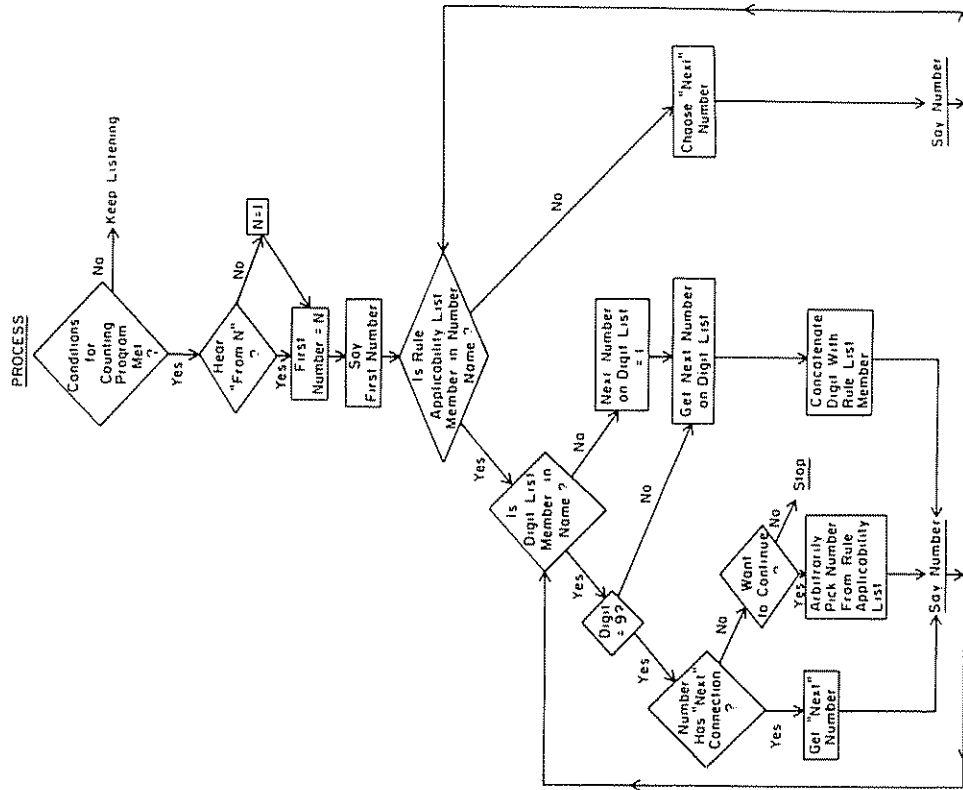 PROCESS
Conditions
for
Counting
Program
Met
?
No
Keep Listening
Yes
Hear
"From N"
?
No
N=1
Yes
First
Number = N
Say
First Number
Is Rule
Applicability List
Member in Number
Name ?
Yes
No
Is
Digit List
Member in
Name ?
No
Next Number
on Digit List
= 1
Choose "Next"
Number
Yes
Digit
= 9?
No
Get Next Number
on Digit List
Yes
Number
Has "Next"
Connection
?
No
Want
to Continue
?
No
Stop
Yes
Yes
Get "Next"
Number
Arbitrarily
Pick Number
From Rule
Applicability
List
Concatenate
Digit With
Rule List
Member
Say Number
Say Number